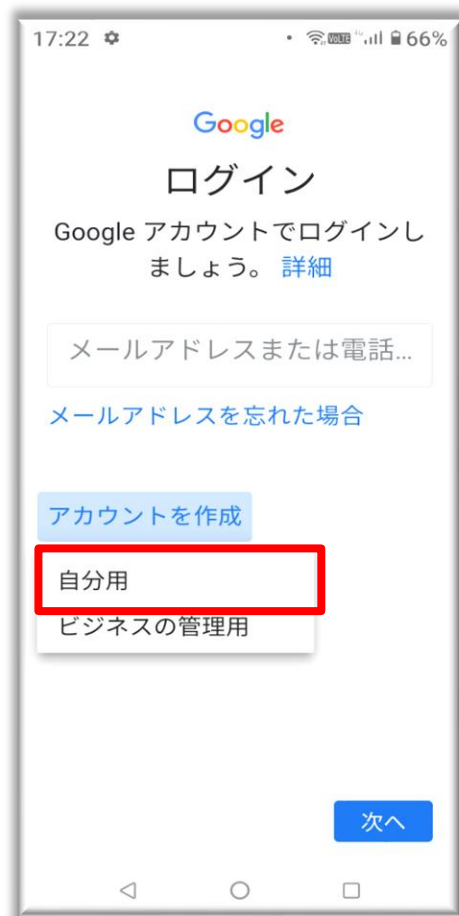 17:22
VoLTE 4G 66%
Google
ログイン
Google アカウントでログインし
ましょう。 詳細
メールアドレスまたは電話...
メールアドレスを忘れた場合
アカウントを作成
自分用
ビジネスの管理用
次へ